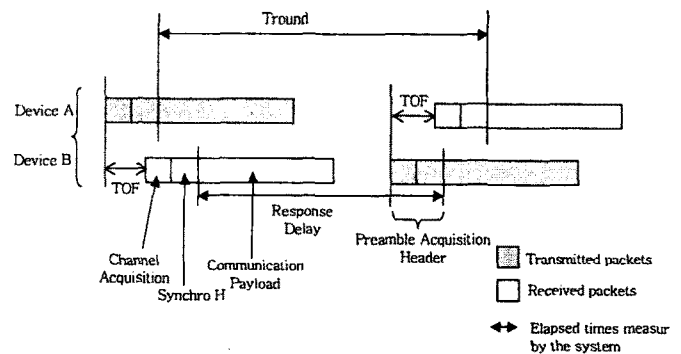 Tround
Device A
TOF
Device B
TOF
Response
Delay
Preamble Acquisition
Header
Channel
Acquisition
Communication
Payload
Synchro H
Transmitted packets
Received packets
Elapsed times measur
by the system